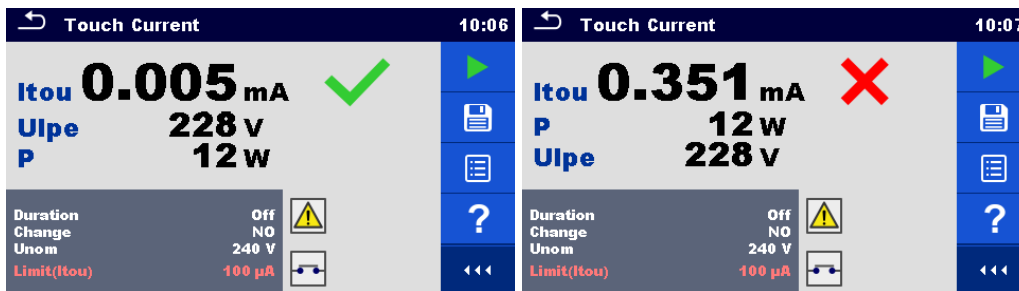 Touch Current 10:06
Itou 0.005 mA
Ulpe 228 V
P 12 W
Duration Off
Change NO
Unom 240 V
Limit(Itou) 100 µA
?
Touch Current 10:07
Itou 0.351 mA
P 12 W
Ulpe 228 V
Duration Off
Change NO
Unom 240 V
Limit(Itou) 100 µA
?